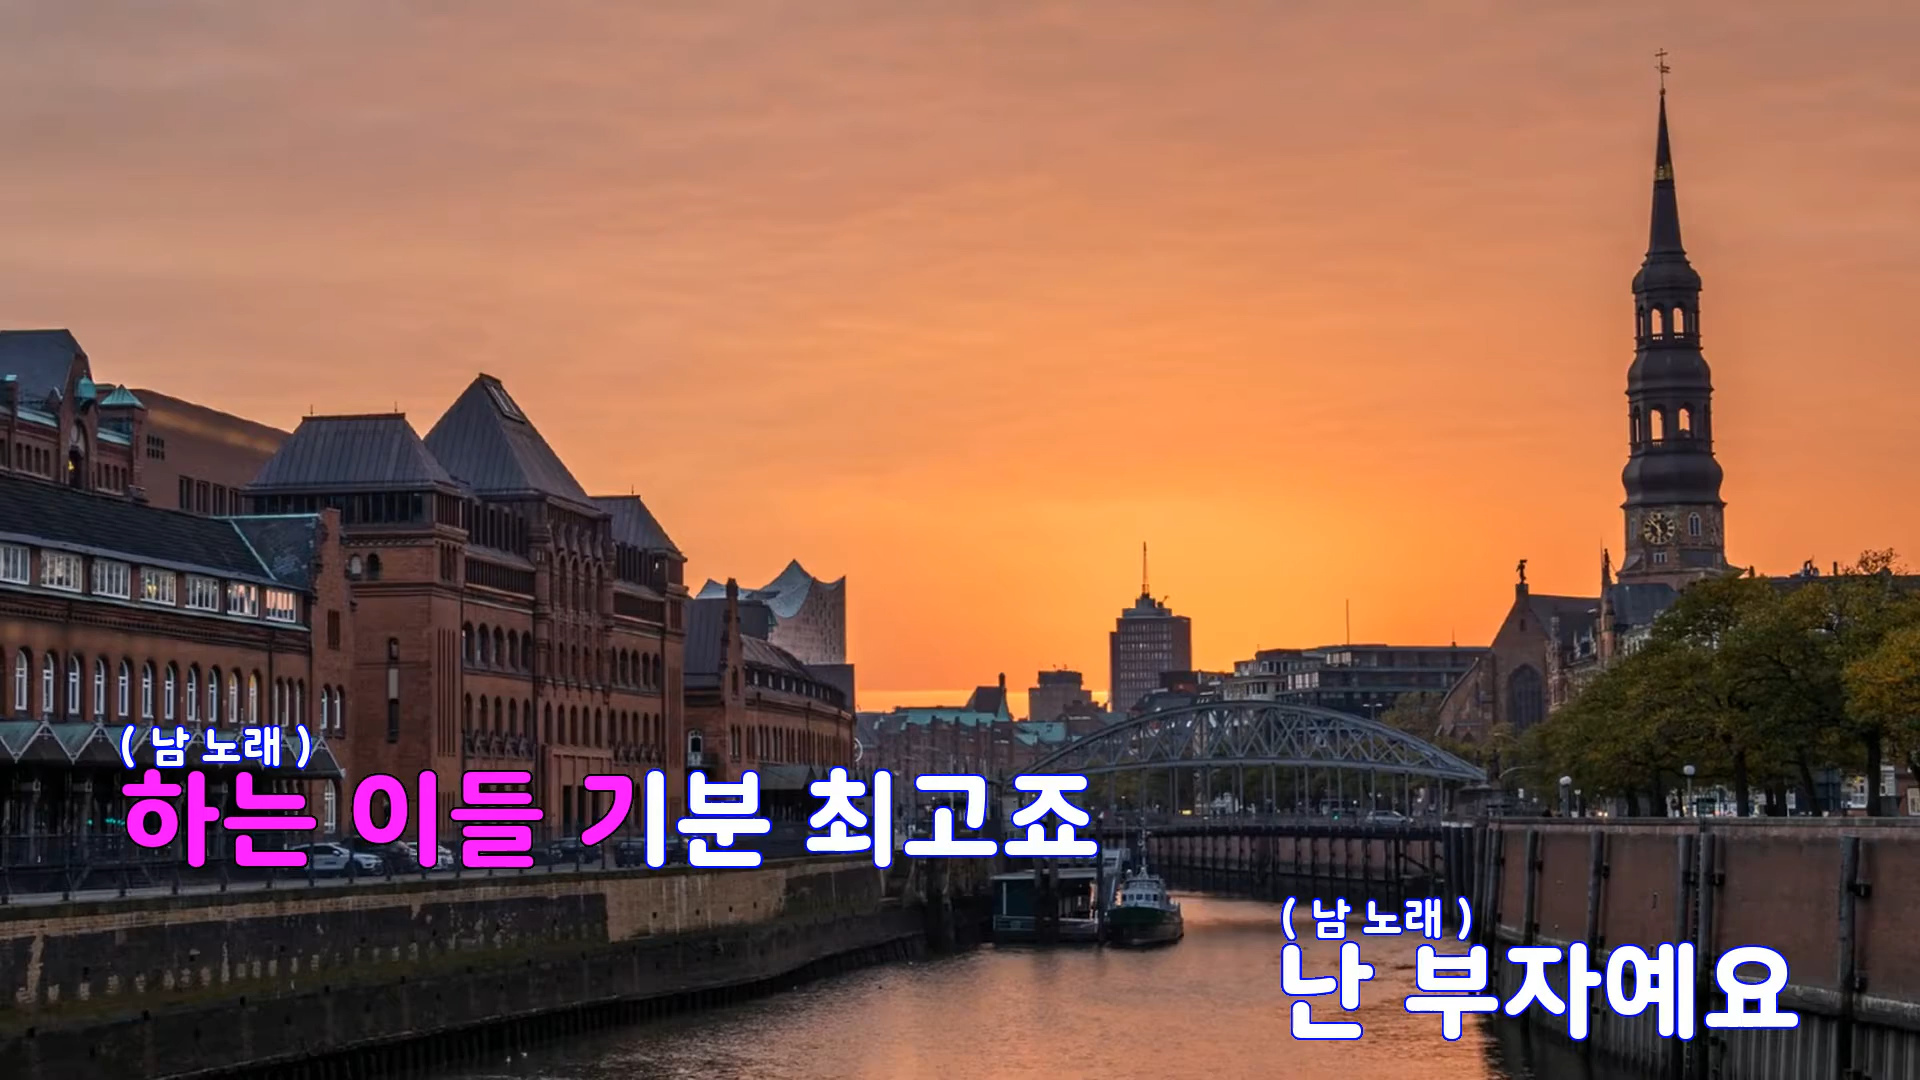 ( 남 노래 )
하는 이들 기분 최고죠
( 남 노래 )
난 부자예요